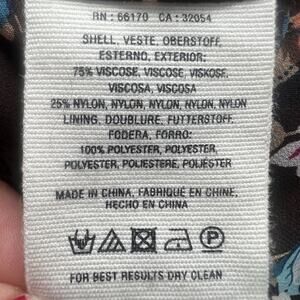 RN: 66170 CA: 32054
SHELL, VESTE, OBERSTOFF,
ESTERNO, EXTERIOR:
75% VISCOSE, VISCOSE, VISKOSE,
VISCOSA, VISCOSA
25% NYLON, NYLON, NYLON, NYLON, NYLON
LINING, DOUBLURE, FUTTERSTOFF,
FODERA, FORRO:
100% POLYESTER, POLYESTER,
POLYESTER, POLIESTERE, POLIÉSTER
MADE IN CHINA, FABRIQUÉ EN CHINE,
HECHO EN CHINA
P
FOR BEST RESULTS DRY CLEAN